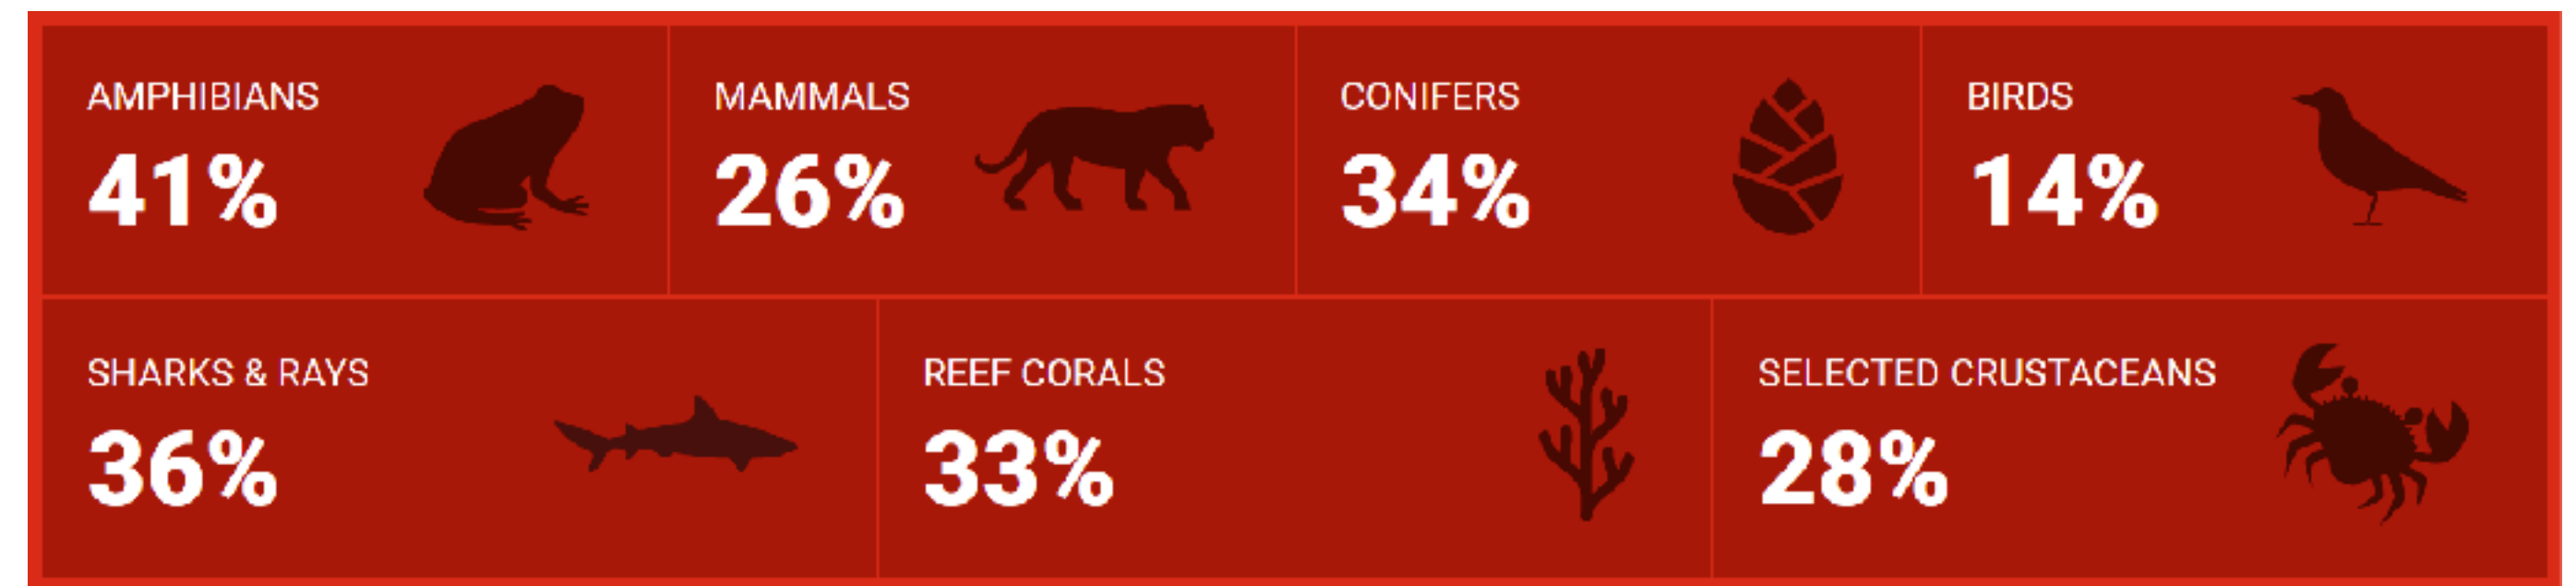 AMPHIBIANS
41%
MAMMALS
26%
CONIFERS
34%
BIRDS
14%
SHARKS & RAYS
36%
REEF CORALS
33%
SELECTED CRUSTACEANS
28%